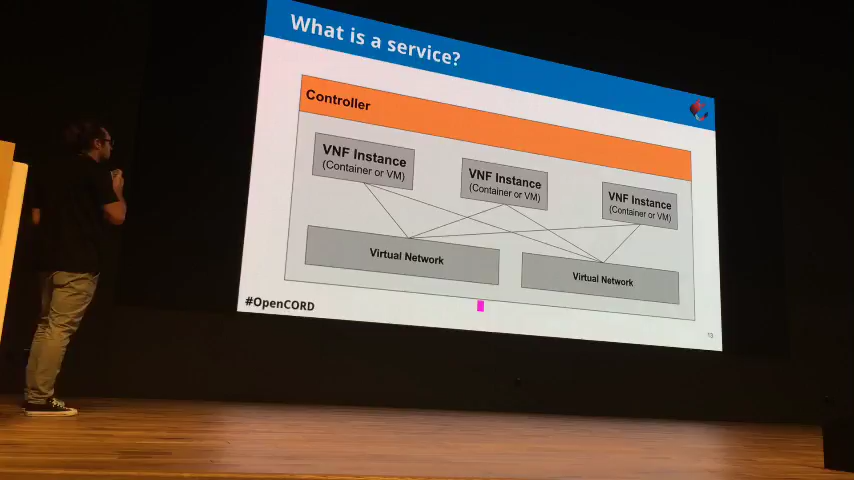 What is a service?
Controller
VNF Instance
(Container or VM)
VNF Instance
(Container or VM)
VNF Instance
(Container or VM)
Virtual Network
Virtual Network
#OpenCORD
13